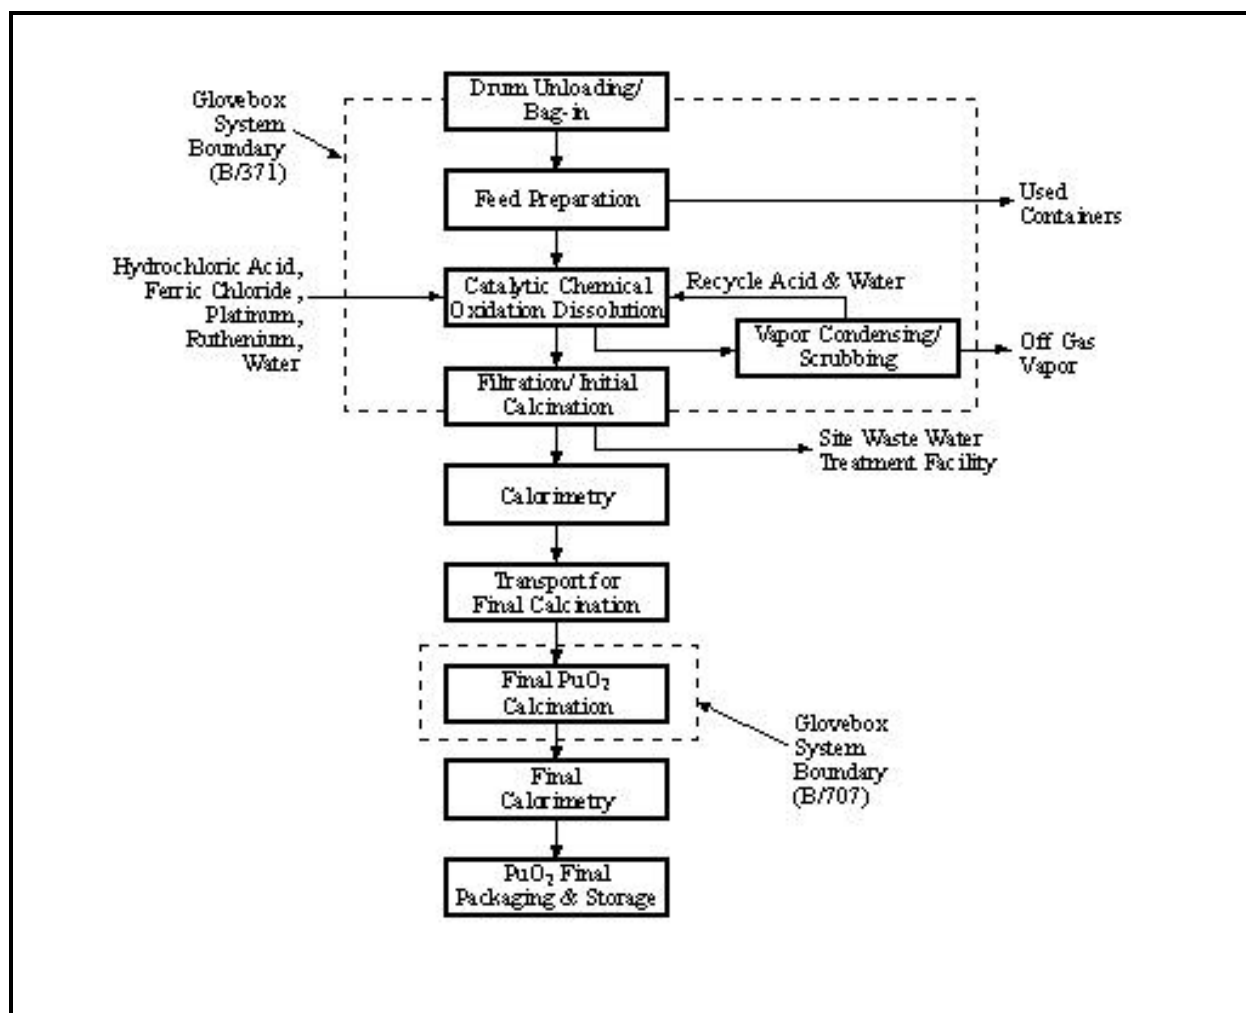 Drum Unloading/
Bag-in
Glovebox
System
Boundary
(B/371)
Feed Preparation
Used
Containers
Hydrochloric Acid,
Ferric Chloride,
Platinum,
Ruthenium,
Water
Catalytic Chemical
Oxidation Dissolution
Recycle Acid & Water
Vapor Condensing/
Scrubbing
Off Gas
Vapor
Filtration/Initial
Calcination
Site Waste Water
Treatment Facility
Calorimetry
Transport for
Final Calcination
Final PuO₂
Calcination
Glovebox
System
Boundary
(B/707)
Final
Calorimetry
PuO₂ Final
Packaging & Storage